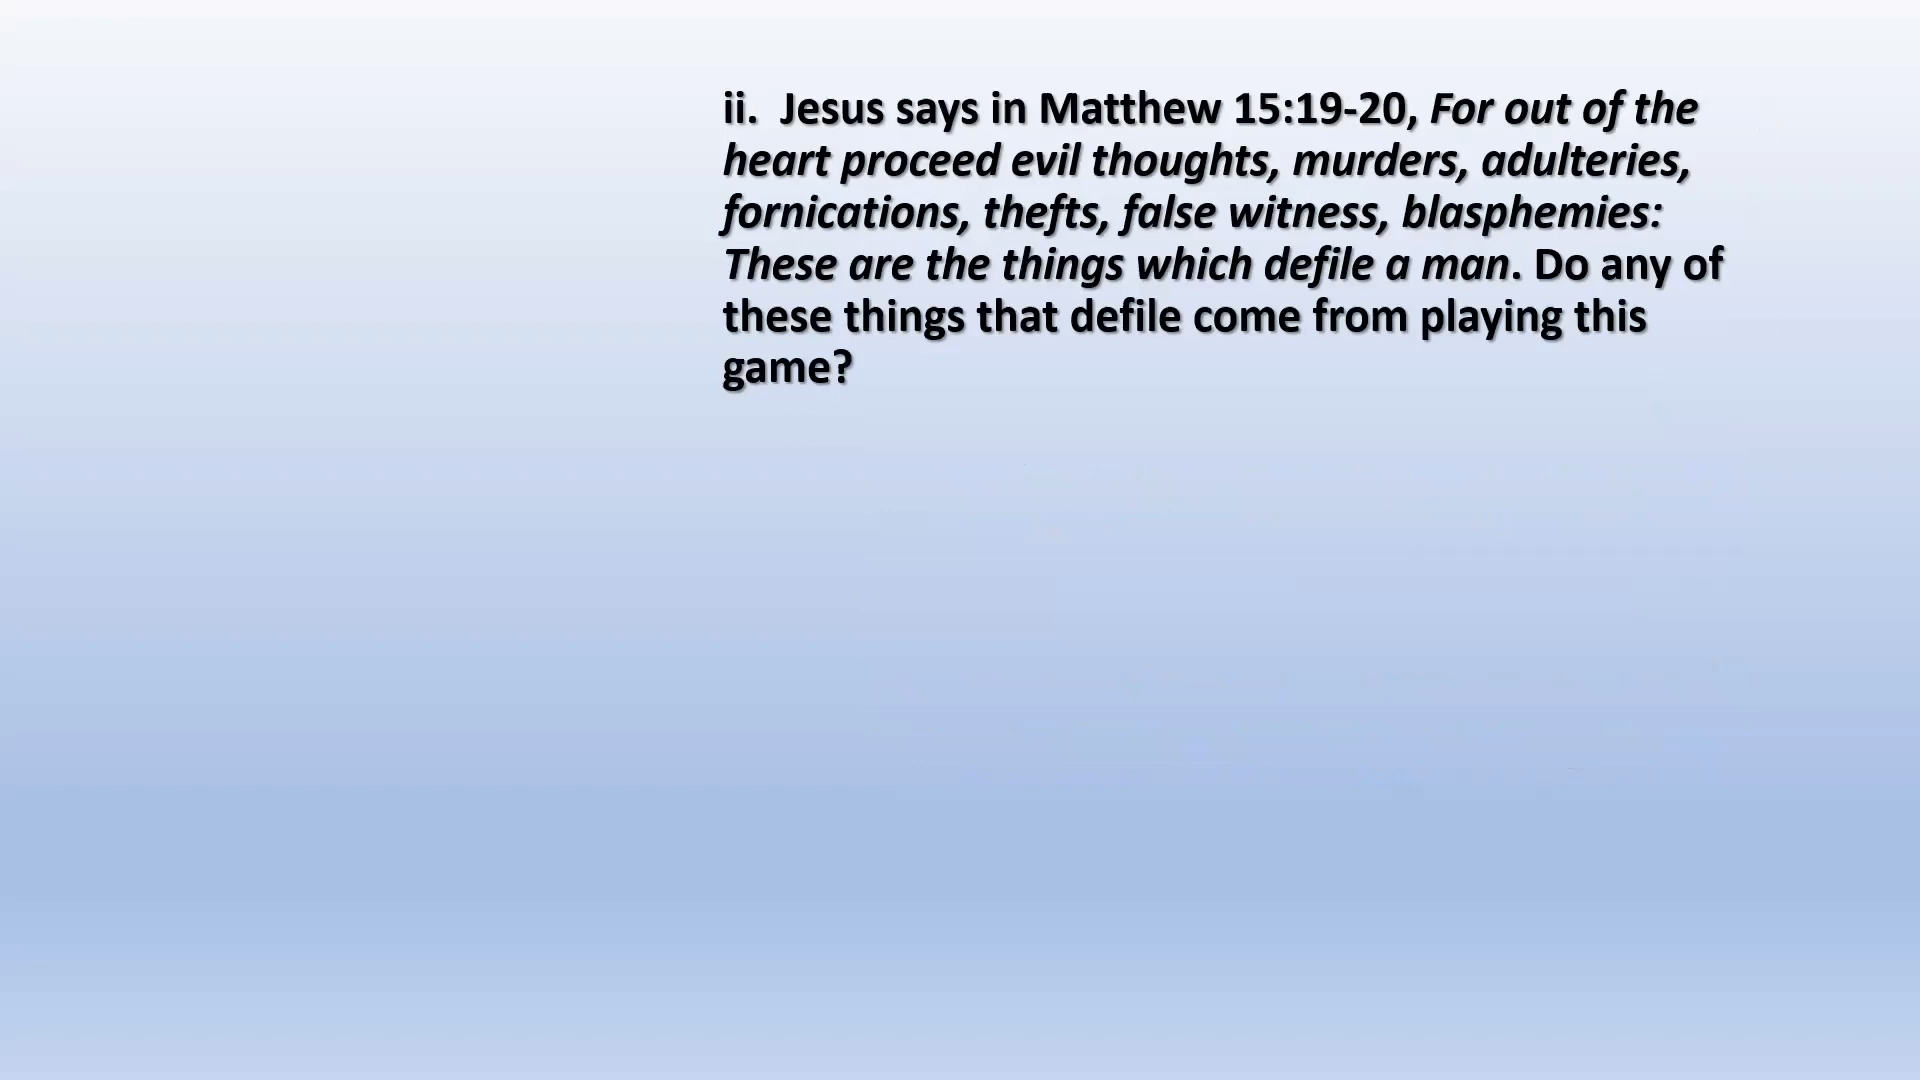 ii. Jesus says in Matthew 15:19-20, For out of the
heart proceed evil thoughts, murders, adulteries,
fornications, thefts, false witness, blasphemies:
These are the things which defile a man. Do any of
these things that defile come from playing this
game?